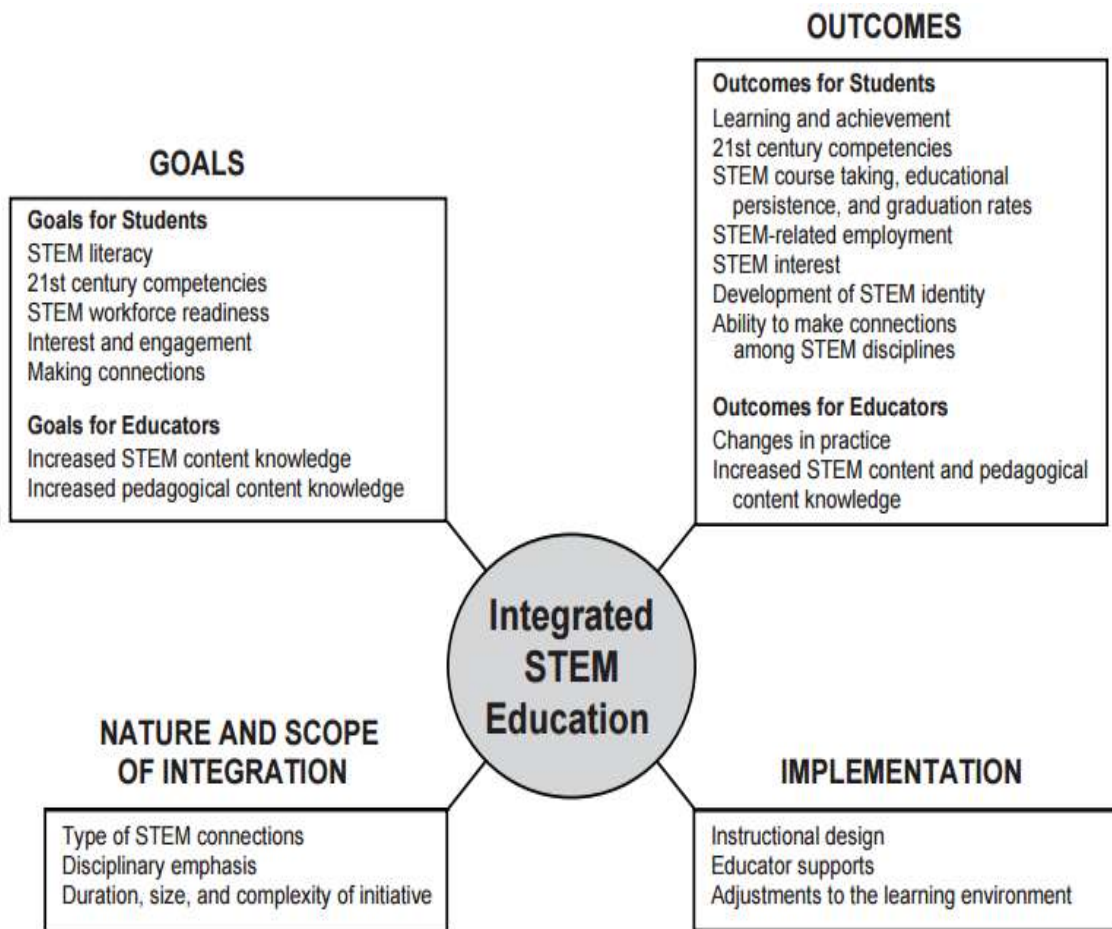 GOALS
Goals for Students
STEM literacy
21st century competencies
STEM workforce readiness
Interest and engagement
Making connections
Goals for Educators
Increased STEM content knowledge
Increased pedagogical content knowledge
OUTCOMES
Outcomes for Students
Learning and achievement
21st century competencies
STEM course taking, educational
persistence, and graduation rates
STEM-related employment
STEM interest
Development of STEM identity
Ability to make connections
among STEM disciplines
Outcomes for Educators
Changes in practice
Increased STEM content and pedagogical
content knowledge
Integrated
STEM
Education
NATURE AND SCOPE
OF INTEGRATION
Type of STEM connections
Disciplinary emphasis
Duration, size, and complexity of initiative
IMPLEMENTATION
Instructional design
Educator supports
Adjustments to the learning environment